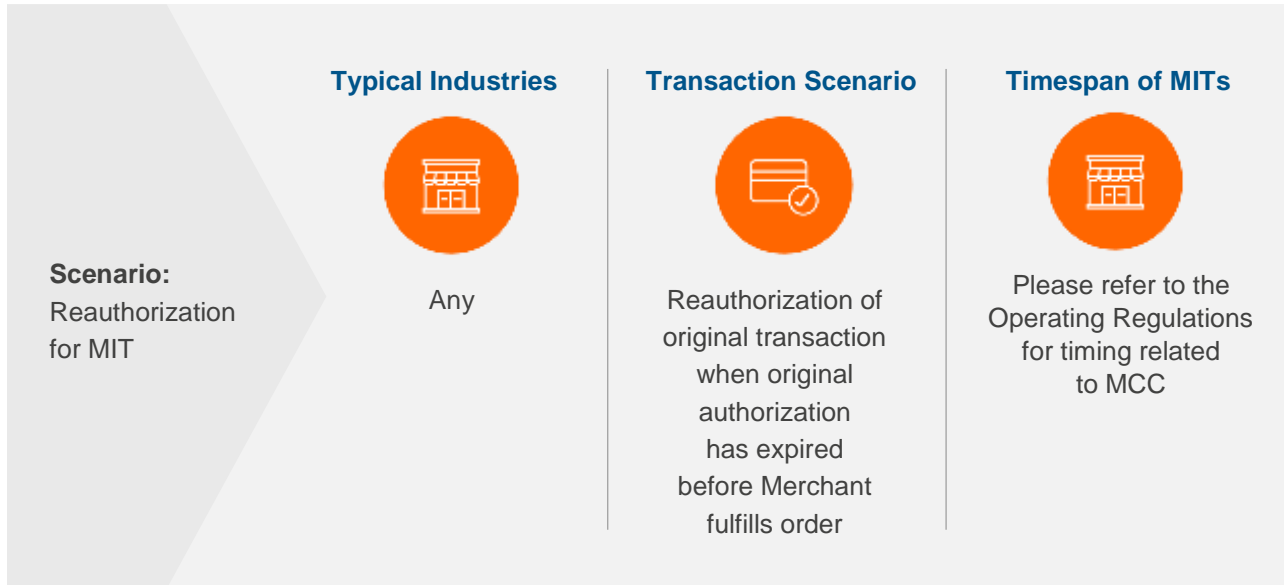 Scenario:
Reauthorization
for MIT
Typical Industries
Any
Transaction Scenario
Reauthorization of
original transaction
when original
authorization
has expired
before Merchant
fulfills order
Timespan of MITs
Please refer to the
Operating Regulations
for timing related
to MCC